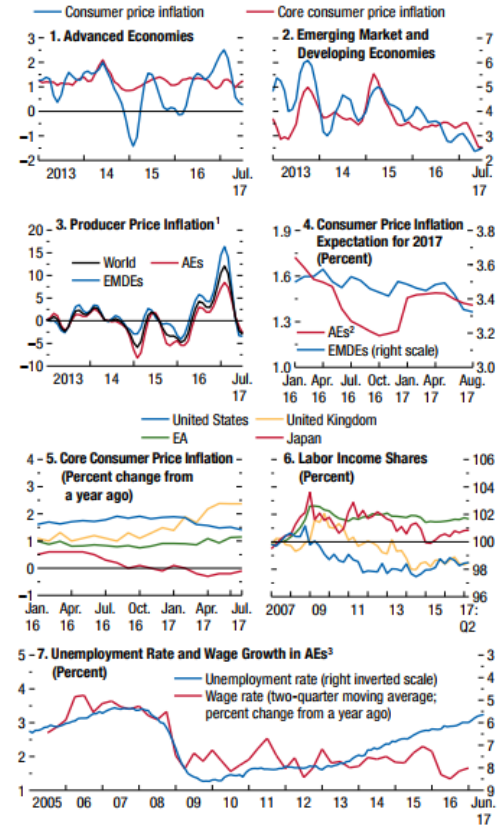 Consumer price inflation
Core consumer price inflation
1. Advanced Economies
3
2
1
0
−1
−2
2013 14 15 16 Jul.
17
2. Emerging Market and
Developing Economies
7
6
5
4
3
2
2013 14 15 16 Jul.
17
3. Producer Price Inflation1
World AEs
EMDEs
20
15
10
5
0
−5
−10
2013 14 15 16 Jul.
17
4. Consumer Price Inflation
Expectation for 2017
(Percent)
1.9
1.6
1.3
1.0
3.8
3.6
3.4
3.2
3.0
AEs2
EMDEs (right scale)
Jan. Apr. Jul. Oct. Jan. Apr. Aug.
16 16 16 16 17 17 17
United States United Kingdom
EA Japan
5. Core Consumer Price Inflation
(Percent change from
a year ago)
4
3
2
1
0
−1
Jan. Apr. Jul. Oct. Jan. Apr. Jul.
16 16 16 16 17 17 17
6. Labor Income Shares
(Percent)
106
104
102
100
98
96
2007 09 11 13 15 17:
Q2
7. Unemployment Rate and Wage Growth in AEs3
(Percent)
Unemployment rate (right inverted scale)
Wage rate (two-quarter moving average;
percent change from a year ago)
5
4
3
2
1
3
4
5
6
7
8
9
2005 06 07 08 09 10 11 12 13 14 15 16 Jun.
17